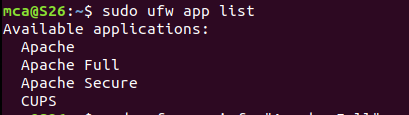 mca@S26:~$ sudo ufw app list
Available applications:
  Apache
  Apache Full
  Apache Secure
  CUPS